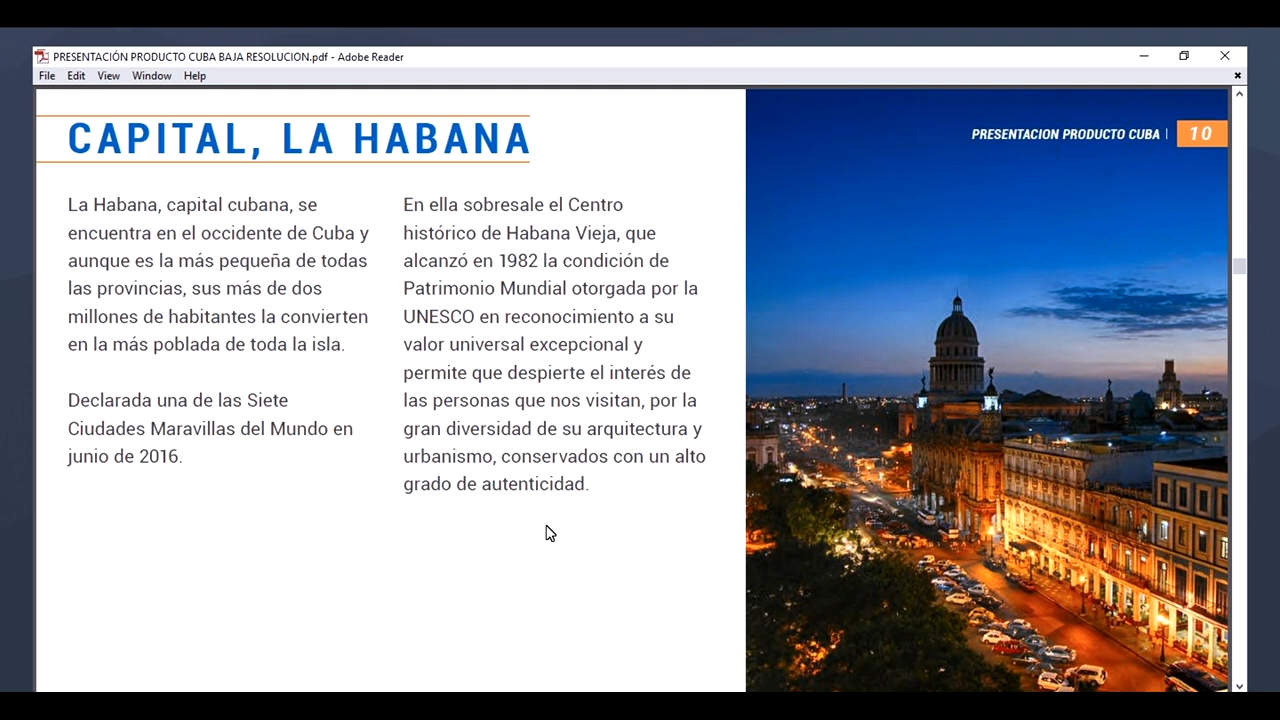 PRESENTACIÓN PRODUCTO CUBA BAJA RESOLUCION.pdf - Adobe Reader
File Edit View Window Help
CAPITAL, LA HABANA
PRESENTACION PRODUCTO CUBA | 10
La Habana, capital cubana, se
encuentra en el occidente de Cuba y
aunque es la más pequeña de todas
las provincias, sus más de dos
millones de habitantes la convierten
en la más poblada de toda la isla.
Declarada una de las Siete
Ciudades Maravillas del Mundo en
junio de 2016.
En ella sobresale el Centro
histórico de Habana Vieja, que
alcanzó en 1982 la condición de
Patrimonio Mundial otorgada por la
UNESCO en reconocimiento a su
valor universal excepcional y
permite que despierte el interés de
las personas que nos visitan, por la
gran diversidad de su arquitectura y
urbanismo, conservados con un alto
grado de autenticidad.